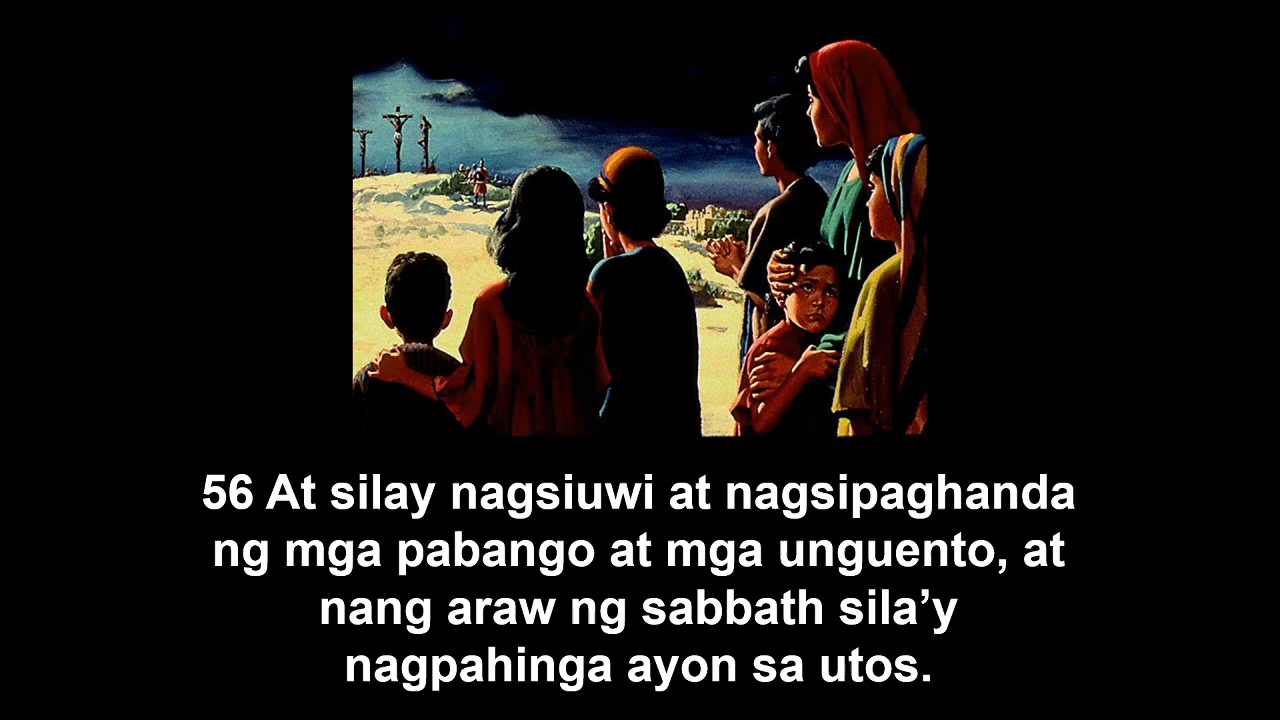 56 At silay nagsiuwi at nagsipaghanda
ng mga pabango at mga unguento, at
nang araw ng sabbath sila’y
nagpahinga ayon sa utos.